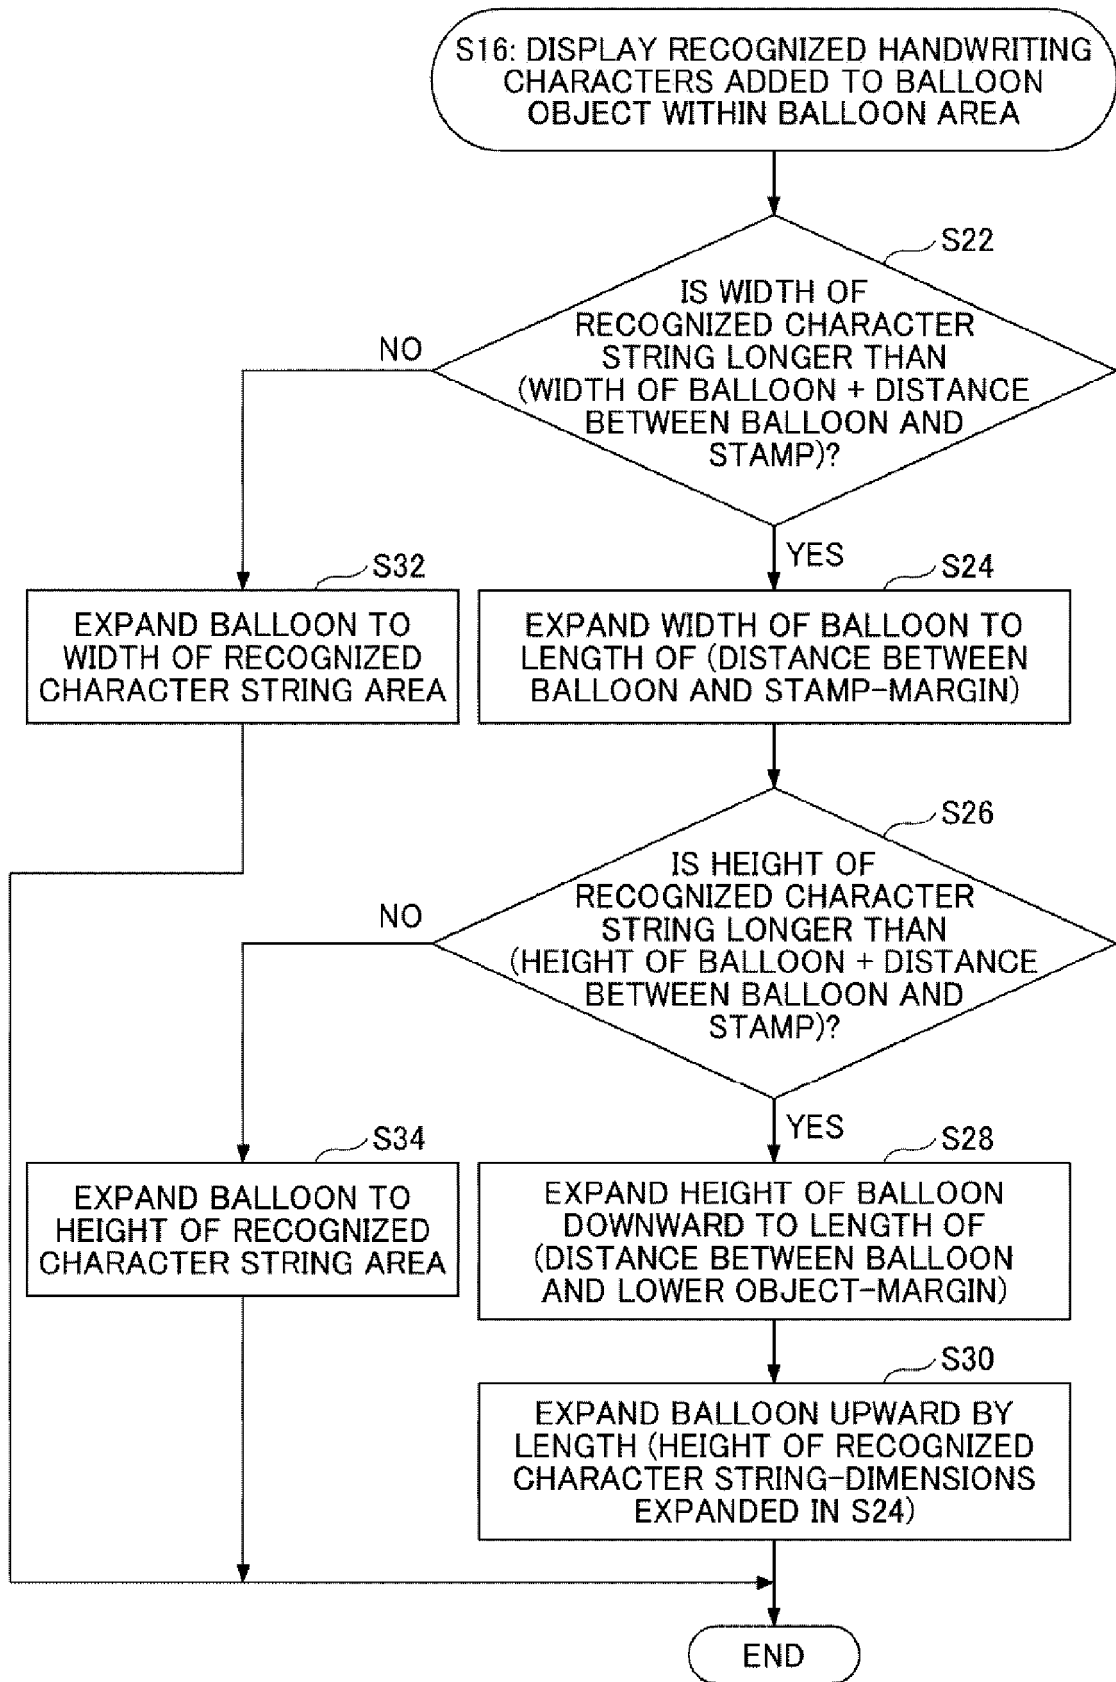 S16: DISPLAY RECOGNIZED HANDWRITING
CHARACTERS ADDED TO BALLOON
OBJECT WITHIN BALLOON AREA
S22
IS WIDTH OF
RECOGNIZED CHARACTER
STRING LONGER THAN
(WIDTH OF BALLOON + DISTANCE
BETWEEN BALLOON AND
STAMP)?
NO
YES
S32
EXPAND BALLOON TO
WIDTH OF RECOGNIZED
CHARACTER STRING AREA
S24
EXPAND WIDTH OF BALLOON TO
LENGTH OF (DISTANCE BETWEEN
BALLOON AND STAMP-MARGIN)
S26
IS HEIGHT OF
RECOGNIZED CHARACTER
STRING LONGER THAN
(HEIGHT OF BALLOON + DISTANCE
BETWEEN BALLOON AND
STAMP)?
NO
YES
S34
EXPAND BALLOON TO
HEIGHT OF RECOGNIZED
CHARACTER STRING AREA
S28
EXPAND HEIGHT OF BALLOON
DOWNWARD TO LENGTH OF
(DISTANCE BETWEEN BALLOON
AND LOWER OBJECT-MARGIN)
S30
EXPAND BALLOON UPWARD BY
LENGTH (HEIGHT OF RECOGNIZED
CHARACTER STRING-DIMENSIONS
EXPANDED IN S24)
END